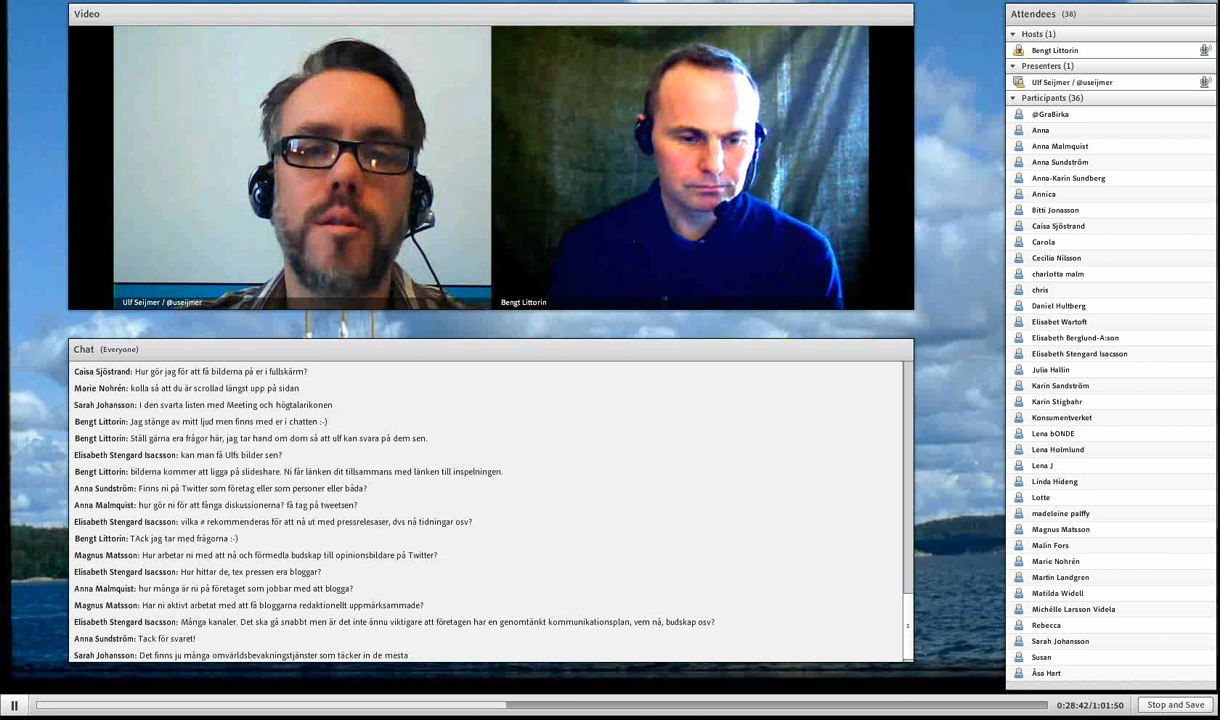 Video
Ulf Seijmer / @useijmer
Bengt Littorin
Chat (Everyone)
Caisa Sjöstrand: Hur gör jag för att få bilderna på er i fullskärm?
Marie Nohrén: kolla så att du är scrollad längst upp på sidan
Sarah Johansson: I den svarta listen med Meeting och högtalarikonen
Bengt Littorin: Jag stänge av mitt ljud men finns med er i chatten :-)
Bengt Littorin: Ställ gärna era frågor här, jag tar hand om dom så att ulf kan svara på dem sen.
Elisabeth Stengard Isacsson: kan man få Ulfs bilder sen?
Bengt Littorin: bilderna kommer att ligga på slideshare. Ni får länken dit tillsammans med länken till inspelningen.
Anna Sundström: Finns ni på Twitter som företag eller som personer eller båda?
Anna Malmquist: hur gör ni för att fånga diskussionerna? få tag på tweetsen?
Elisabeth Stengard Isacsson: vilka # rekommenderas för att nå ut med pressrelesaser, dvs nå tidningar osv?
Bengt Littorin: TAck jag tar med frågorna :-)
Magnus Matsson: Hur arbetar ni med att nå och förmedla budskap till opinionsbildare på Twitter?
Elisabeth Stengard Isacsson: Hur hittar de, tex pressen era bloggar?
Anna Malmquist: hur många är ni på företaget som jobbar med att blogga?
Magnus Matsson: Har ni aktivt arbetat med att få bloggarna redaktionellt uppmärksammade?
Elisabeth Stengard Isacsson: Många kanaler. Det ska gå snabbt men är det inte ännu viktigare att företagen har en genomtänkt kommunikationsplan, vem nå, budskap osv?
Anna Sundström: Tack för svaret!
Sarah Johansson: Det finns ju många omvärldsbevakningstjänster som täcker in de mesta
Attendees (38)
Hosts (1)
Bengt Littorin
Presenters (1)
Ulf Seijmer / @useijmer
Participants (36)
@GraBirka
Anna
Anna Malmquist
Anna Sundström
Anna-Karin Sundberg
Annica
Bitti Jonasson
Caisa Sjöstrand
Carola
Cecilia Nilsson
charlotta malm
chris
Daniel Hultberg
Elisabet Wartoft
Elisabeth Berglund-A:son
Elisabeth Stengard Isacsson
Julia Hallin
Karin Sandström
Karin Stigbahr
Konsumentverket
Lena bONDE
Lena Holmlund
Lena J
Linda Hideng
Lotte
madeleine palffy
Magnus Matsson
Malin Fors
Marie Nohrén
Martin Landgren
Matilda Widell
Michélle Larsson Videla
Rebecca
Sarah Johansson
Susan
Åsa Hart
0:28:42/1:01:50
Stop and Save